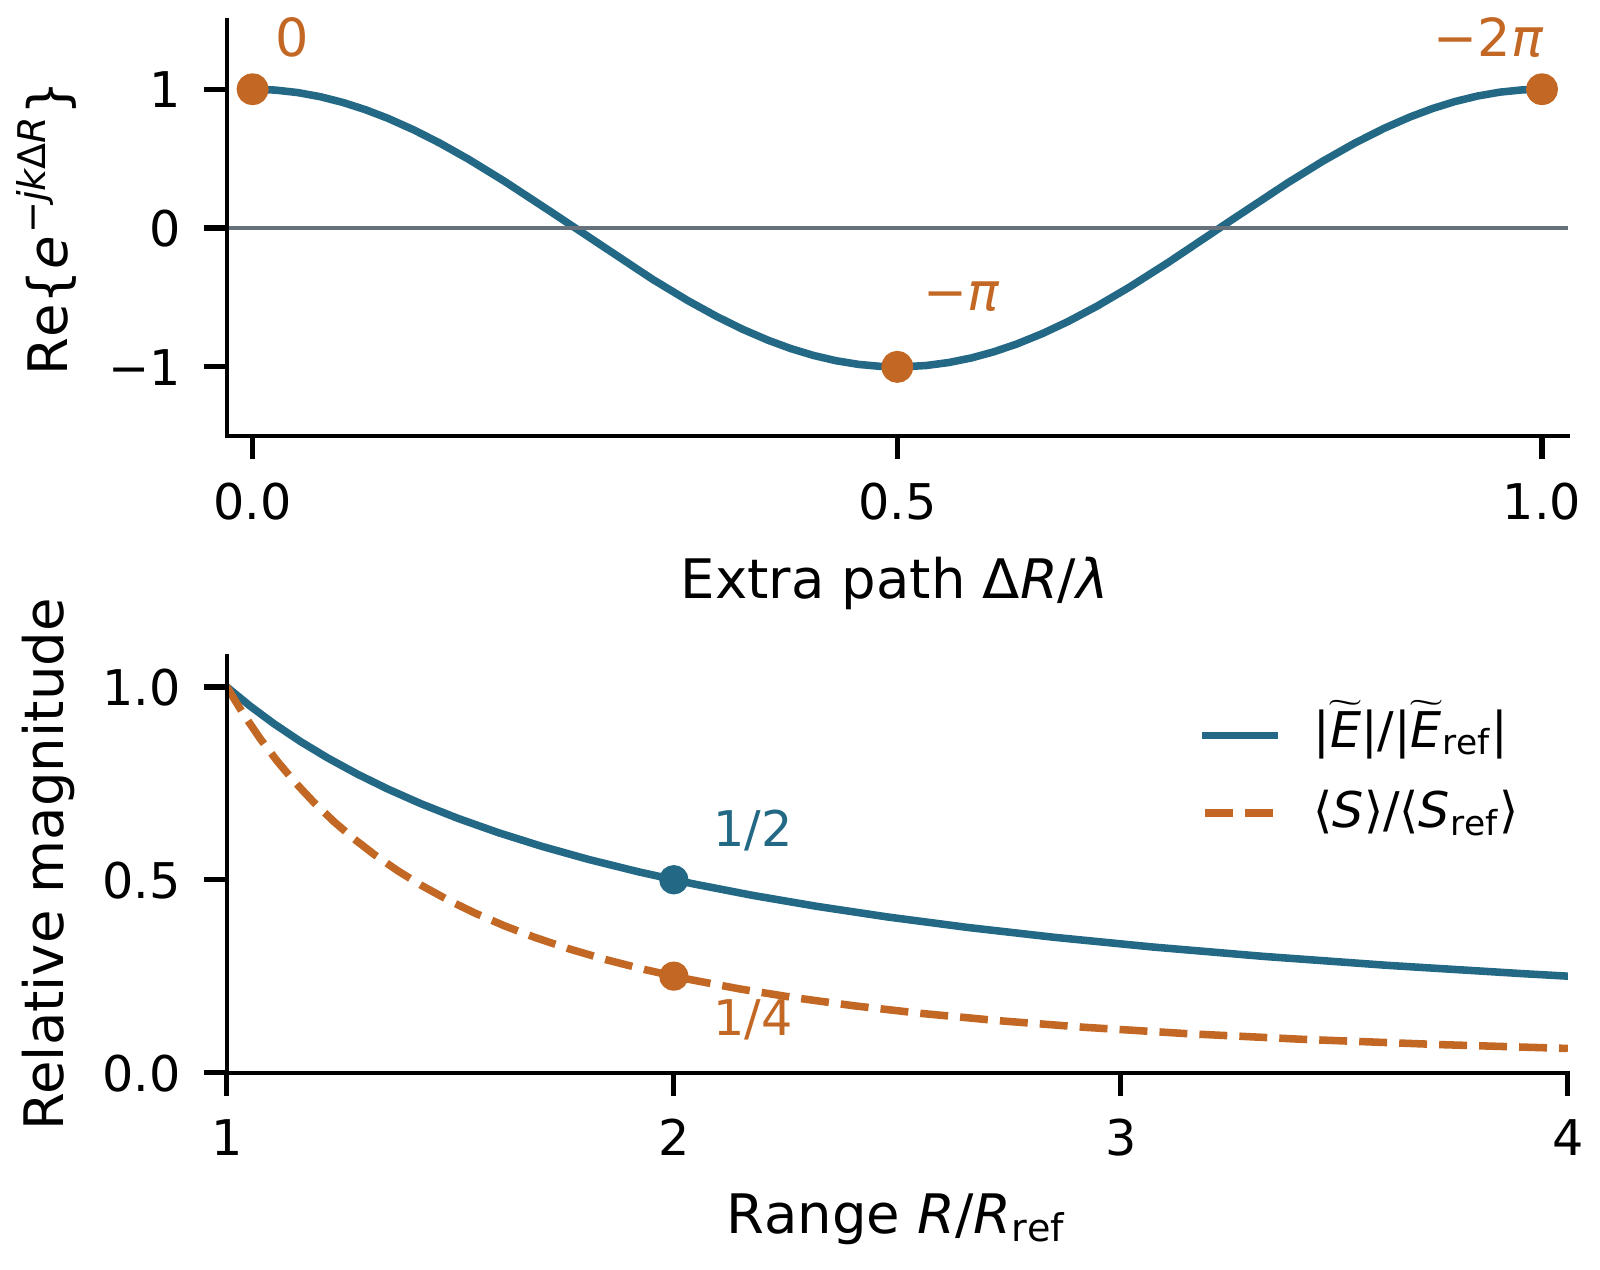 0
−2π
1
0
−1
−π
Re{e^{−jkΔR}}
0.0
0.5
1.0
Extra path ΔR/λ
Relative magnitude
1.0
0.5
0.0
|Ẽ|/|Ẽ_ref|
⟨S⟩/⟨S_ref⟩
1/2
1/4
1
2
3
4
Range R/R_ref